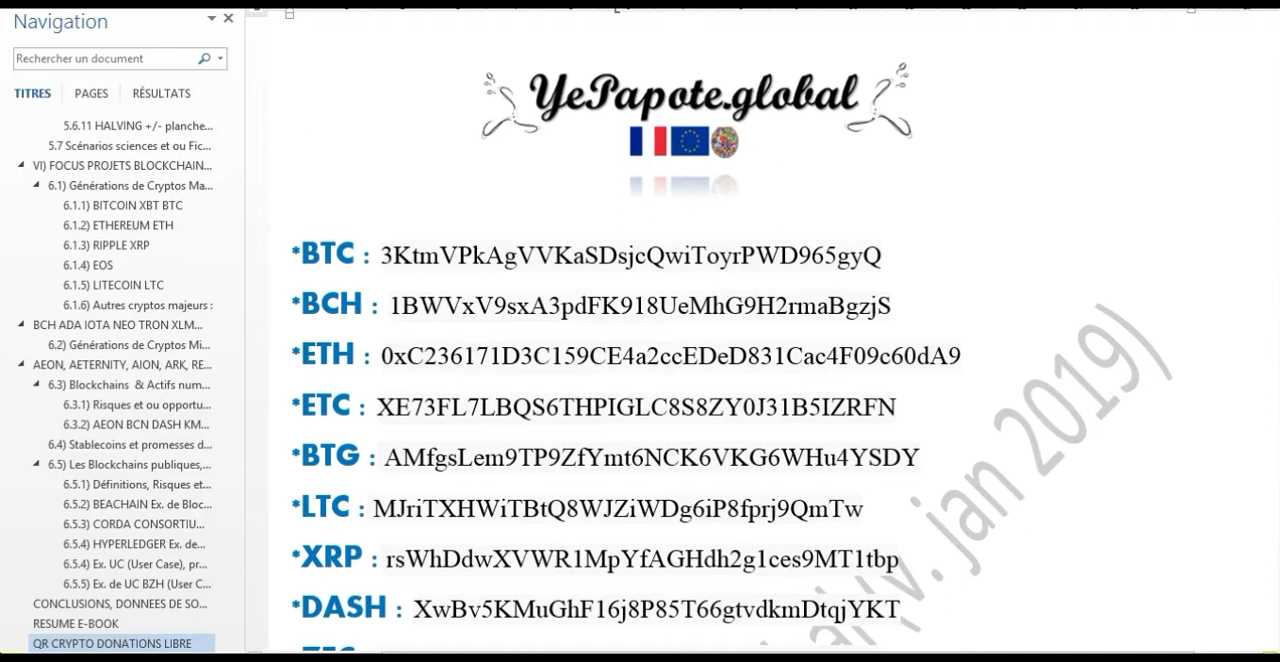 Navigation
Rechercher un document
TITRES PAGES RÉSULTATS
5.6.11 HALVING +/- planche...
5.7 Scénarios sciences et ou Fic...
VI) FOCUS PROJETS BLOCKCHAIN...
6.1) Générations de Cryptos Ma...
6.1.1) BITCOIN XBT BTC
6.1.2) ETHEREUM ETH
6.1.3) RIPPLE XRP
6.1.4) EOS
6.1.5) LITECOIN LTC
6.1.6) Autres cryptos majeurs :
BCH ADA IOTA NEO TRON XLM...
6.2) Générations de Cryptos Mi...
AEON, AETERNITY, AION, ARK, RE...
6.3) Blockchains & Actifs num...
6.3.1) Risques et ou opportu...
6.3.2) AEON BCN DASH KM...
6.4) Stablecoins et promesses d...
6.5) Les Blockchains publiques,...
6.5.1) Définitions, Risques et...
6.5.2) BEACHAIN Ex. de Bloc...
6.5.3) CORDA CONSORTIU...
6.5.4) HYPERLEDGER Ex. de...
6.5.4) Ex. UC (User Case), pr...
6.5.5) Ex. de UC BZH (User C...
CONCLUSIONS, DONNEES DE SO...
RESUME E-BOOK
QR CRYPTO DONATIONS LIBRE
YePapote.global
*BTC : 3KtmVPkAgVVKaSDsjcQwiToyrPWD965gyQ
*BCH : 1BWVxV9sxA3pdFK918UeMhG9H2rmaBgzjS
*ETH : 0xC236171D3C159CE4a2ccEDeD831Cac4F09c60dA9
*ETC : XE73FL7LBQS6THPIGLC8S8ZY0J31B5IZRFN
*BTG : AMfgsLem9TP9ZfYmt6NCK6VKG6WHu4YSDY
*LTC : MJriTXHWiTBtQ8WJZiWDg6iP8fprj9QmTw
*XRP : rsWhDdwXVWR1MpYfAGHdh2g1ces9MT1tbp
*DASH : XwBv5KMuGhF16j8P85T66gtvdkmDtqjYKT
(v. jan 2019)